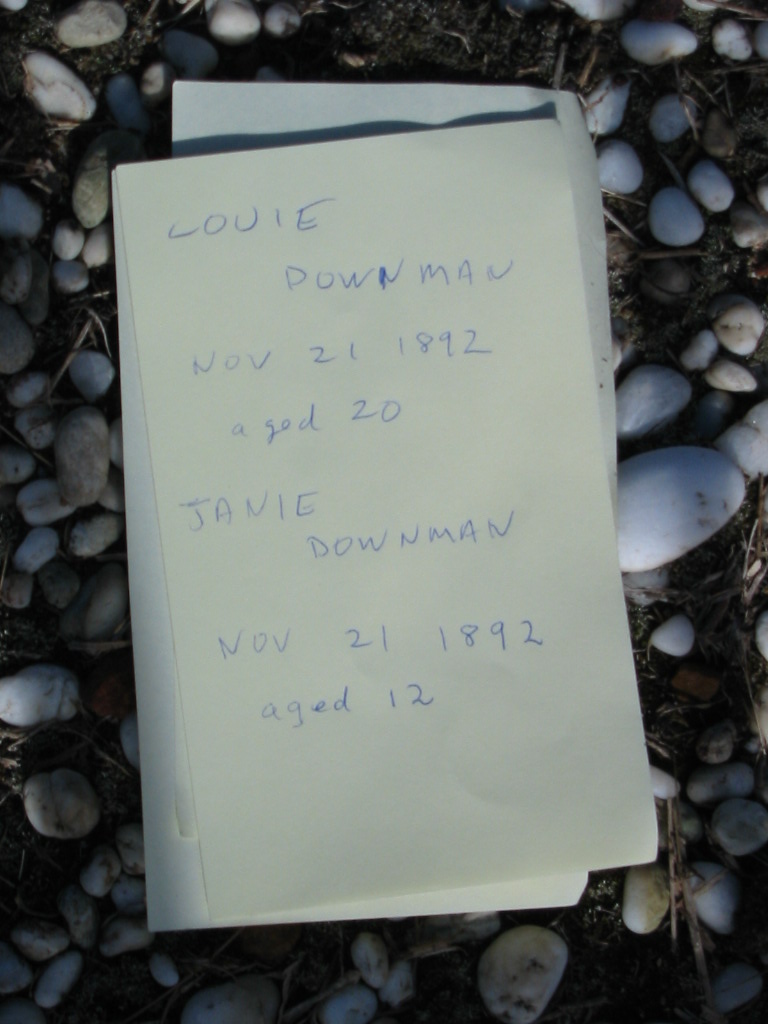 LOUIE
DOWNMAN
NOV 21 1892
aged 20
JANIE
DOWNMAN
NOV 21 1892
aged 12